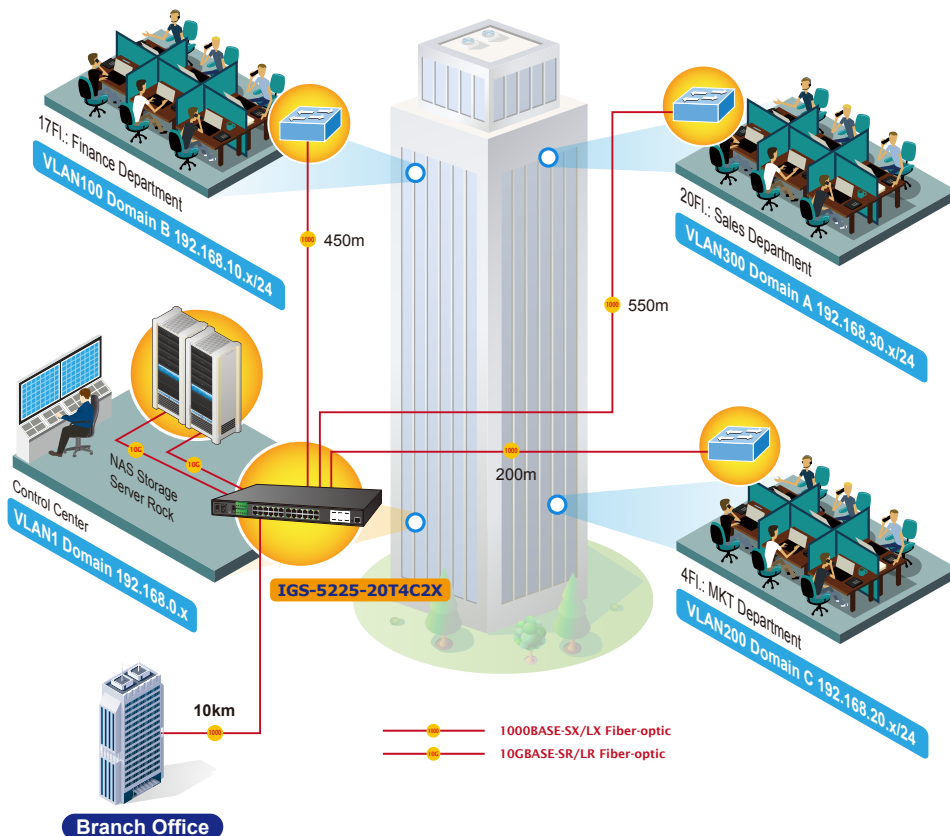 17Fl.: Finance Department
VLAN100 Domain B 192.168.10.x/24
1000
450m
20Fl.: Sales Department
VLAN300 Domain A 192.168.30.x/24
1000
550m
10G
10G
NAS Storage
Server Rock
Control Center
VLAN1 Domain 192.168.0.x
IGS-5225-20T4C2X
1000
200m
4Fl.: MKT Department
VLAN200 Domain C 192.168.20.x/24
10km
1000
Branch Office
1000 1000BASE-SX/LX Fiber-optic
10G 10GBASE-SR/LR Fiber-optic